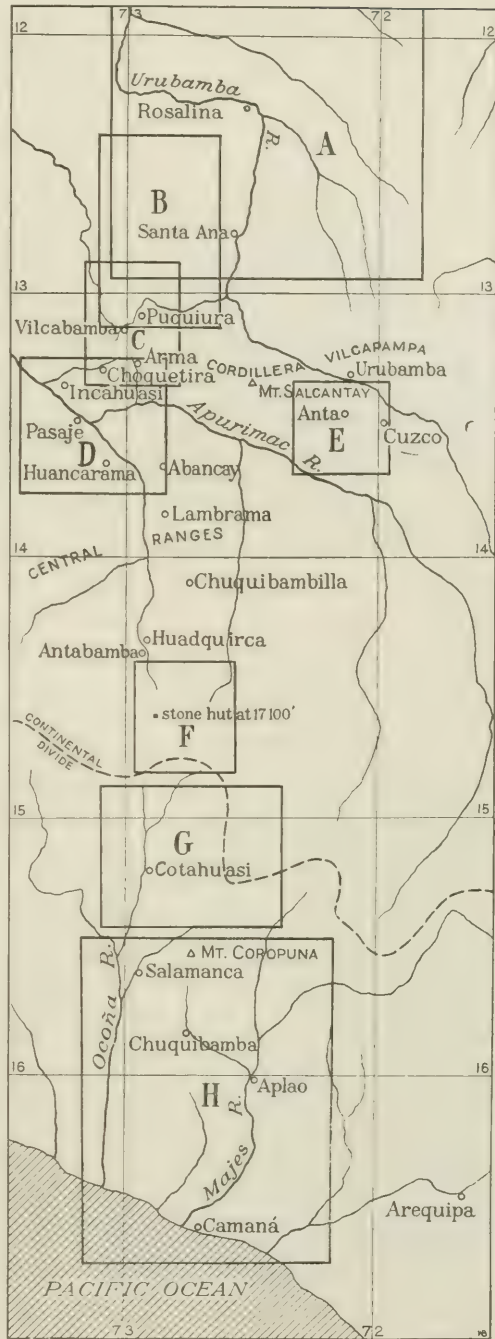 73 72
12 12
Urubamba
Rosalina
R.
A
B
Santa Ana
13 13
Puquiura
Vilcabamba
C
Arma
CORDILLERA VILCAPAMPA
Choquetira
Urubamba
MT. SALCANTAY
Incahuasi
Anta
Pasaje
Apurimac R.
E
Cuzco
D
Huancarama
Abancay
Lambrama
CENTRAL RANGES
14 14
Chuquibambilla
Huadquirca
Antabamba
stone hut at 17100'
F
CONTINENTAL
DIVIDE
15 15
G
Cotahuasi
MT. COROPUNA
Salamanca
Ocoña R.
Chuquibamba
16 16
Aplao
H
Majes R.
Arequipa
Camaná
PACIFIC OCEAN
73 72